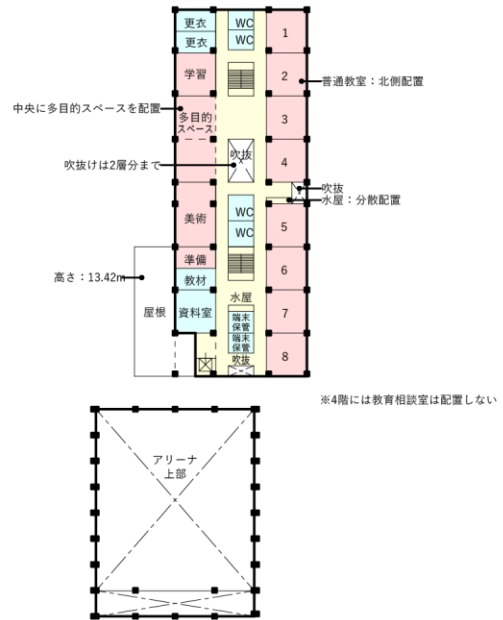 更衣
WC
1
更衣
WC
学習
2
普通教室：北側配置
中央に多目的スペースを配置
多目的
スペース
3
吹抜
4
吹抜けは2層分まで
吹抜
水屋：分散配置
美術
WC
5
WC
準備
6
高さ：13.42m
教材
水屋
屋根
資料室
端末
保管
7
端末
保管
吹抜
8
※4階には教育相談室は配置しない
アリーナ
上部